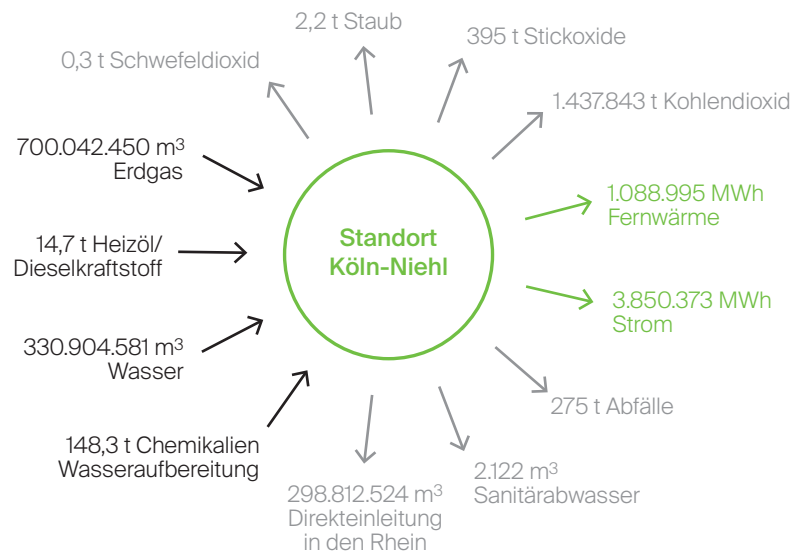 2,2 t Staub
395 t Stickoxide
0,3 t Schwefeldioxid
1.437.843 t Kohlendioxid
700.042.450 m³
Erdgas
1.088.995 MWh
Fernwärme
14,7 t Heizöl/
Dieselkraftstoff
Standort
Köln-Niehl
3.850.373 MWh
Strom
330.904.581 m³
Wasser
275 t Abfälle
148,3 t Chemikalien
Wasseraufbereitung
2.122 m³
Sanitärabwasser
298.812.524 m³
Direkteinleitung
in den Rhein